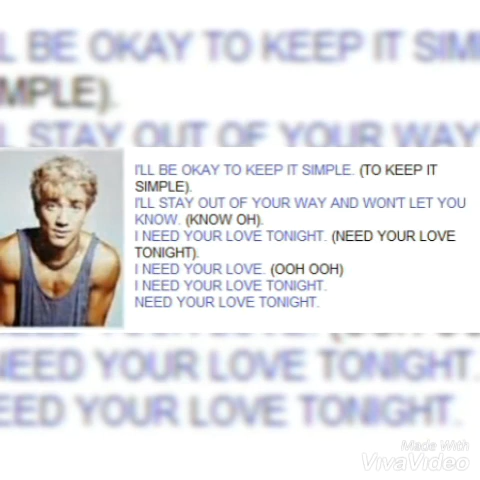 L BE OKAY TO KEEP IT SIM
MPLE).
L STAY OUT OF YOUR WAY
I'LL BE OKAY TO KEEP IT SIMPLE. (TO KEEP IT
SIMPLE).
I'LL STAY OUT OF YOUR WAY AND WON'T LET YOU
KNOW. (KNOW OH).
I NEED YOUR LOVE TONIGHT. (NEED YOUR LOVE
TONIGHT).
I NEED YOUR LOVE. (OOH OOH)
I NEED YOUR LOVE TONIGHT.
NEED YOUR LOVE TONIGHT.
NEED YOUR LOVE TONIGHT.
EED YOUR LOVE TONIGHT.
Made With
VivaVideo